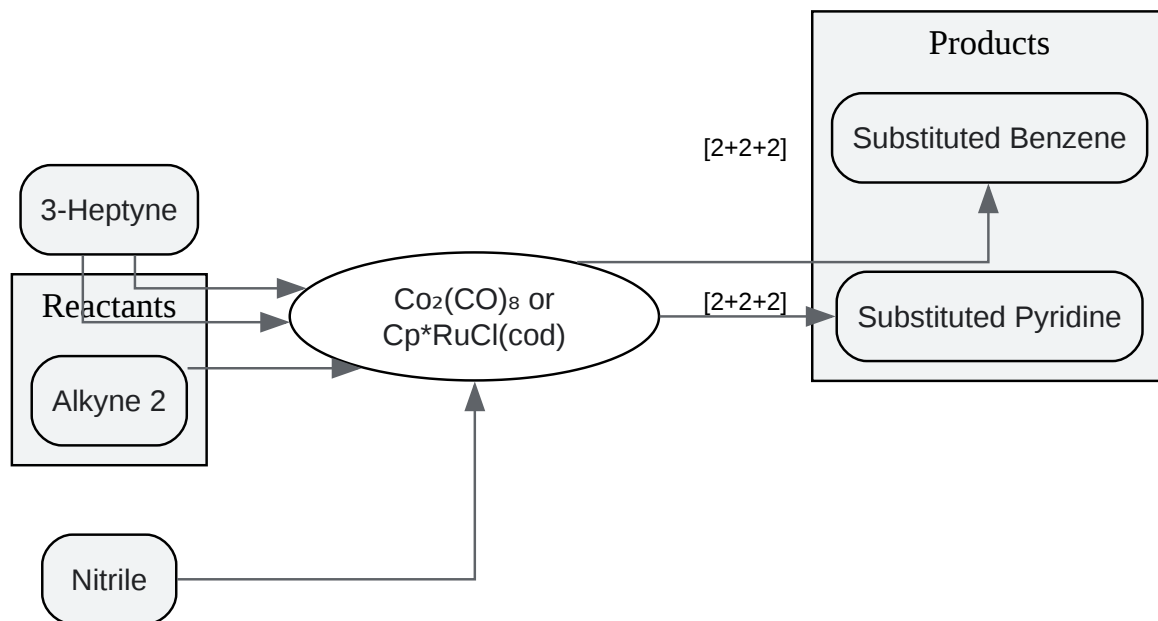 Products
[2+2+2]
Substituted Benzene
3-Heptyne
Reactants
Co₂(CO)₈ or
Cp*RuCl(cod)
[2+2+2]
Substituted Pyridine
Alkyne 2
Nitrile